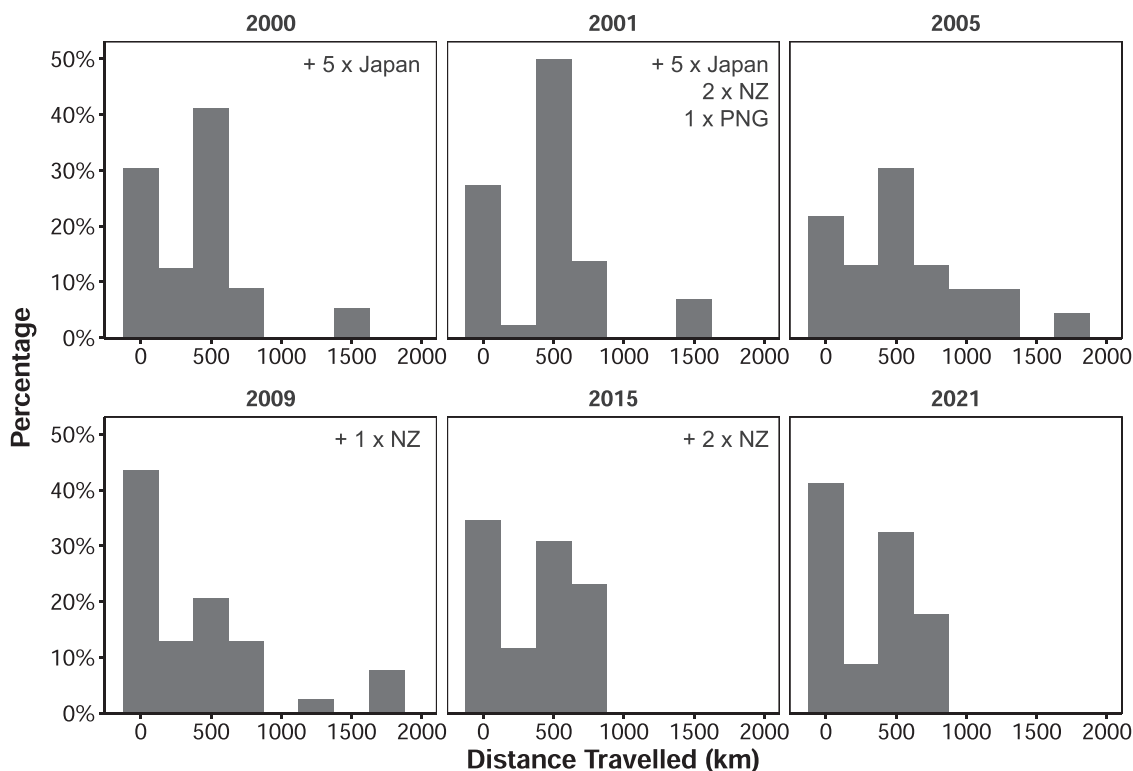 2000 2001 2005
50% + 5 x Japan + 5 x Japan
2 x NZ
40% 1 x PNG
30%
20%
10%
0%
0 500 1000 1500 2000 0 500 1000 1500 2000 0 500 1000 1500 2000
Percentage
2009 2015 2021
50% + 1 x NZ + 2 x NZ
40%
30%
20%
10%
0%
0 500 1000 1500 2000 0 500 1000 1500 2000 0 500 1000 1500 2000
Distance Travelled (km)